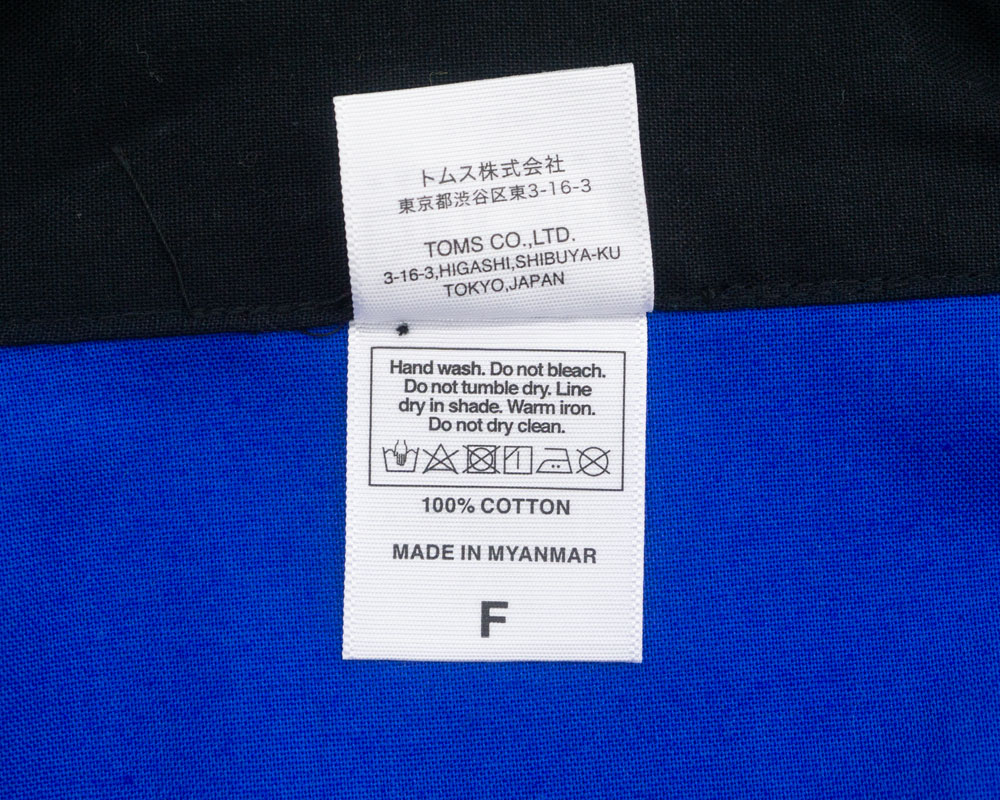 トムス株式会社
東京都渋谷区東3-16-3
TOMS CO.,LTD.
3-16-3,HIGASHI,SHIBUYA-KU
TOKYO,JAPAN
Hand wash. Do not bleach.
Do not tumble dry. Line
dry in shade. Warm iron.
Do not dry clean.
100% COTTON
MADE IN MYANMAR
F